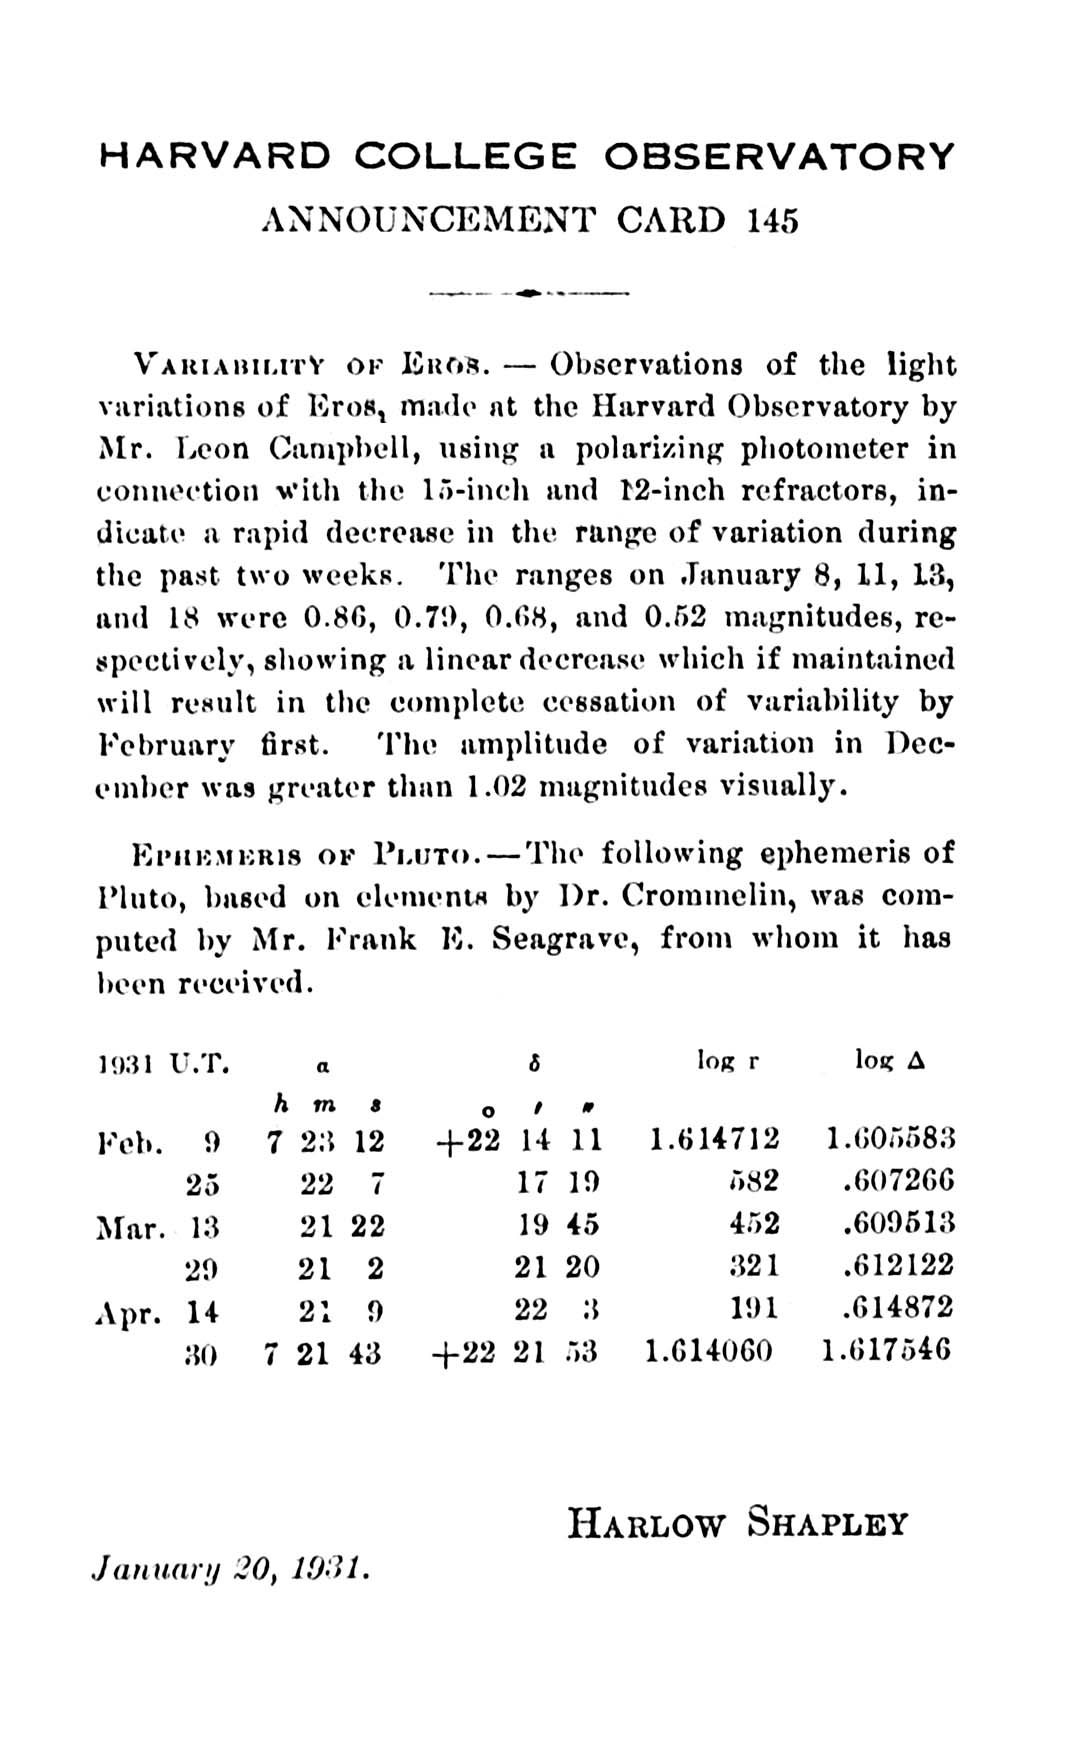 HARVARD COLLEGE OBSERVATORY
ANNOUNCEMENT CARD 145
VARIABILITY OF EROS. — Observations of the light
variations of Eros, made at the Harvard Observatory by
Mr. Leon Campbell, using a polarizing photometer in
connection with the 15-inch and 12-inch refractors, in-
dicate a rapid decrease in the range of variation during
the past two weeks. The ranges on January 8, 11, 13,
and 18 were 0.86, 0.79, 0.68, and 0.52 magnitudes, re-
spectively, showing a linear decrease which if maintained
will result in the complete cessation of variability by
February first. The amplitude of variation in Dec-
ember was greater than 1.02 magnitudes visually.
EPHEMERIS OF PLUTO.—The following ephemeris of
Pluto, based on elements by Dr. Crommelin, was com-
puted by Mr. Frank E. Seagrave, from whom it has
been received.
1931 U.T. α δ log r log Δ
h m s o ′ ″
Feb. 9 7 23 12 +22 14 11 1.614712 1.605583
25 22 7 17 19 582 .607266
Mar. 13 21 22 19 45 452 .609513
29 21 2 21 20 321 .612122
Apr. 14 21 9 22 3 191 .614872
30 7 21 43 +22 21 53 1.614060 1.617546
HARLOW SHAPLEY
January 20, 1931.